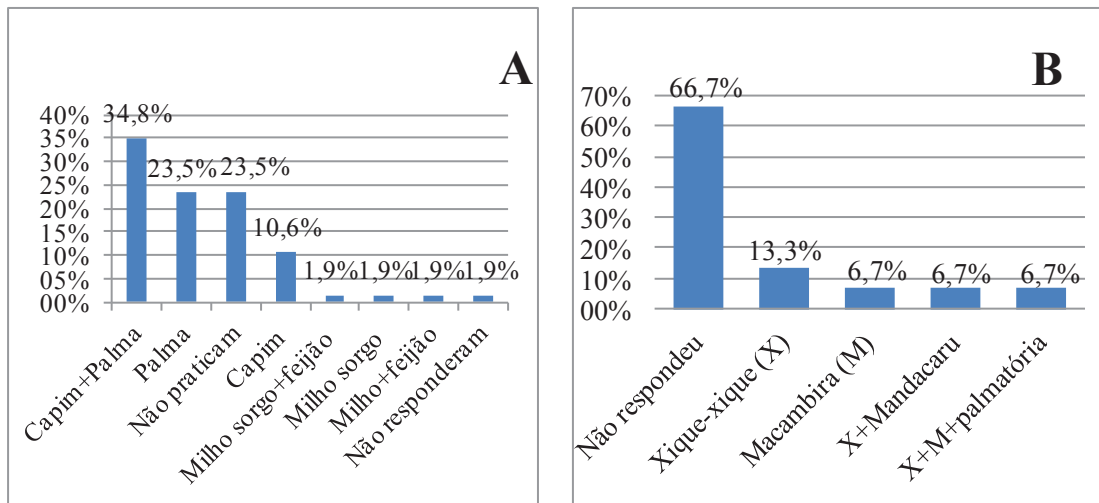 A
40%
35%
30%
25%
20%
15%
10%
05%
00%
34,8%
23,5%
23,5%
10,6%
1,9%
1,9%
1,9%
1,9%
Capim+Palma
Palma
Não praticam
Capim
Milho sorgo+feijão
Milho sorgo
Milho+feijão
Não responderam
B
70%
60%
50%
40%
30%
20%
10%
00%
66,7%
13,3%
6,7%
6,7%
6,7%
Não respondeu
Xique-xique (X)
Macambira (M)
X+Mandacaru
X+M+palmatória